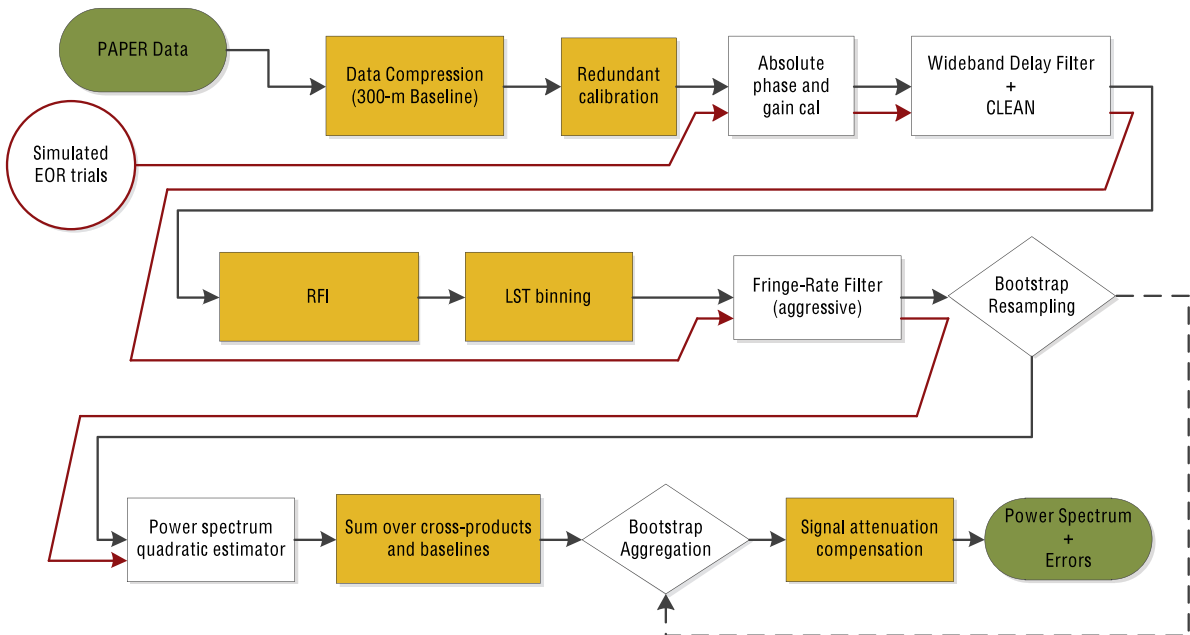 PAPER Data
Data Compression
(300-m Baseline)
Redundant
calibration
Absolute
phase and
gain cal
Wideband Delay Filter
+
CLEAN
Simulated
EOR trials
RFI
LST binning
Fringe-Rate Filter
(aggressive)
Bootstrap
Resampling
Power spectrum
quadratic estimator
Sum over cross-products
and baselines
Bootstrap
Aggregation
Signal attenuation
compensation
Power Spectrum
+
Errors